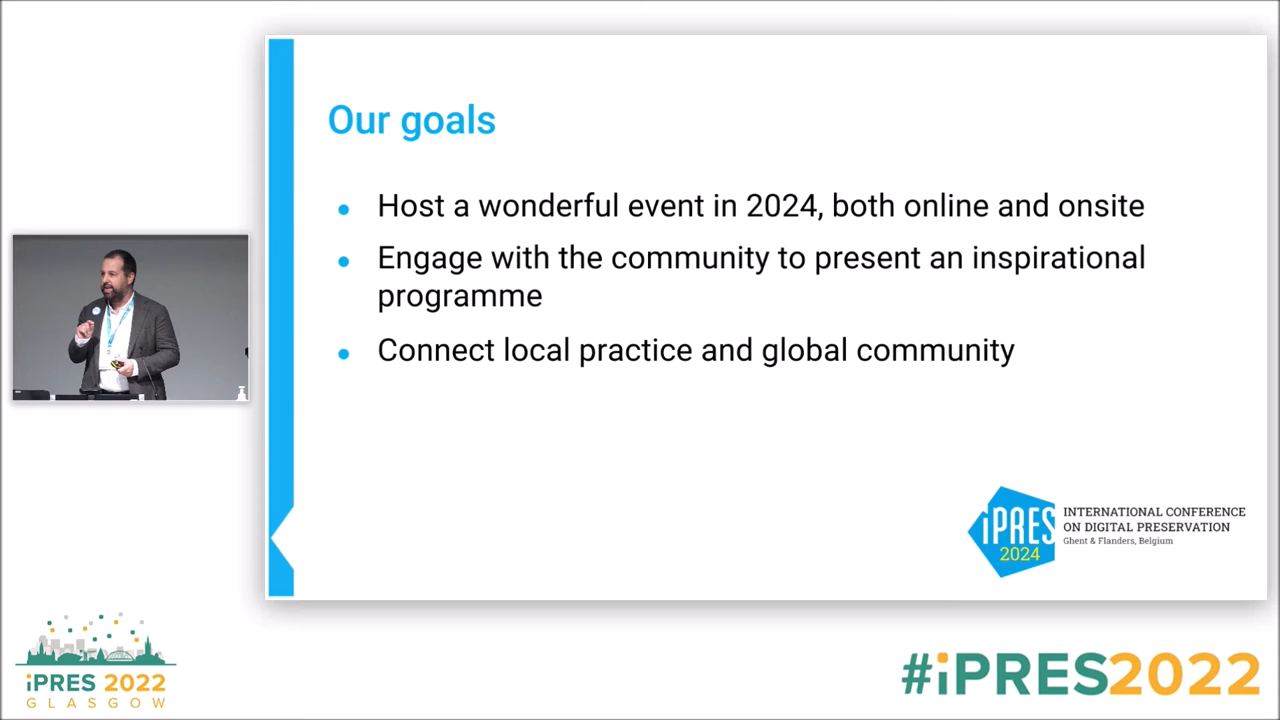 Our goals
Host a wonderful event in 2024, both online and onsite
Engage with the community to present an inspirational
programme
Connect local practice and global community
iPRES
2024
INTERNATIONAL CONFERENCE
ON DIGITAL PRESERVATION
Ghent & Flanders, Belgium
iPRES 2022
GLASGOW
#iPRES2022